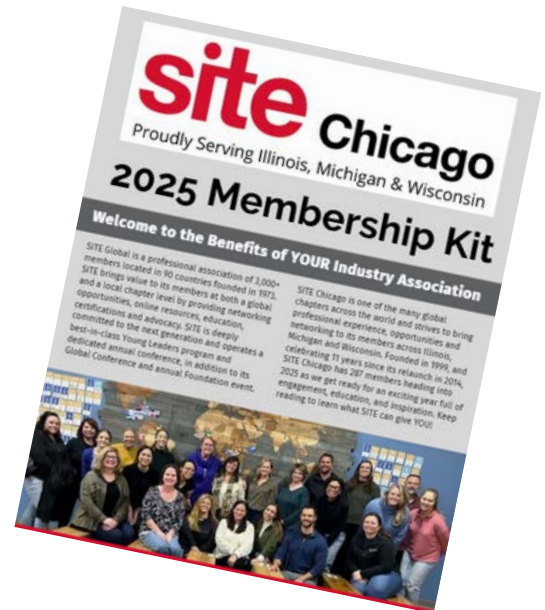 site Chicago
Proudly Serving Illinois, Michigan & Wisconsin
2025 Membership Kit
Welcome to the Benefits of YOUR Industry Association
SITE Global is a professional association of 2,000+
members located in 90 countries founded in 1973.
SITE brings value to its members at both a global
and a local chapter level by providing networking
opportunities, online resources, education,
certifications and advocacy. SITE is deeply
committed to the next generation and operates a
best-in-class Young Leaders program and
dedicated annual conference, in addition to its
Global Conference and annual Foundation event.
SITE Chicago is one of the many global
chapters across the world and strives to bring
professional experience, opportunities and
networking to its members across Illinois,
Michigan and Wisconsin. Founded in 1999, and
celebrating 11 years since its relaunch in 2014,
SITE Chicago has 287 members heading into
2025 as we get ready for an exciting year full of
engagement, education, and inspiration. Keep
reading to learn what SITE can give YOU!